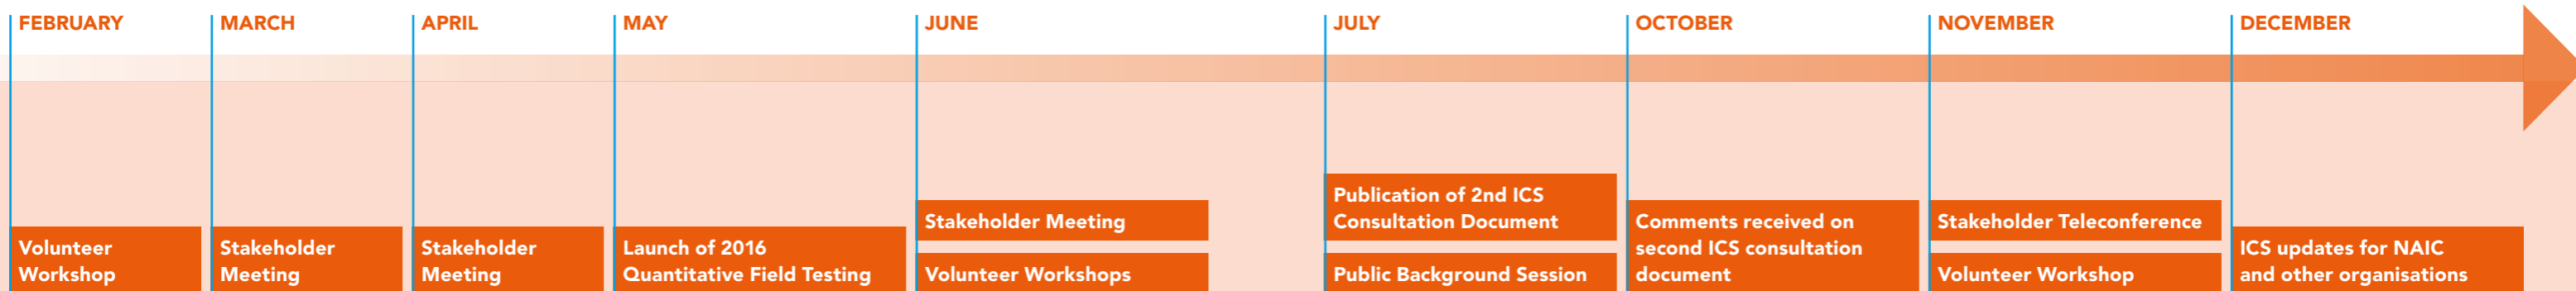 FEBRUARY
Volunteer
Workshop
MARCH
Stakeholder
Meeting
APRIL
Stakeholder
Meeting
MAY
Launch of 2016
Quantitative Field Testing
JUNE
Stakeholder Meeting
Volunteer Workshops
JULY
Publication of 2nd ICS
Consultation Document
Public Background Session
OCTOBER
Comments received on
second ICS consultation
document
NOVEMBER
Stakeholder Teleconference
Volunteer Workshop
DECEMBER
ICS updates for NAIC
and other organisations